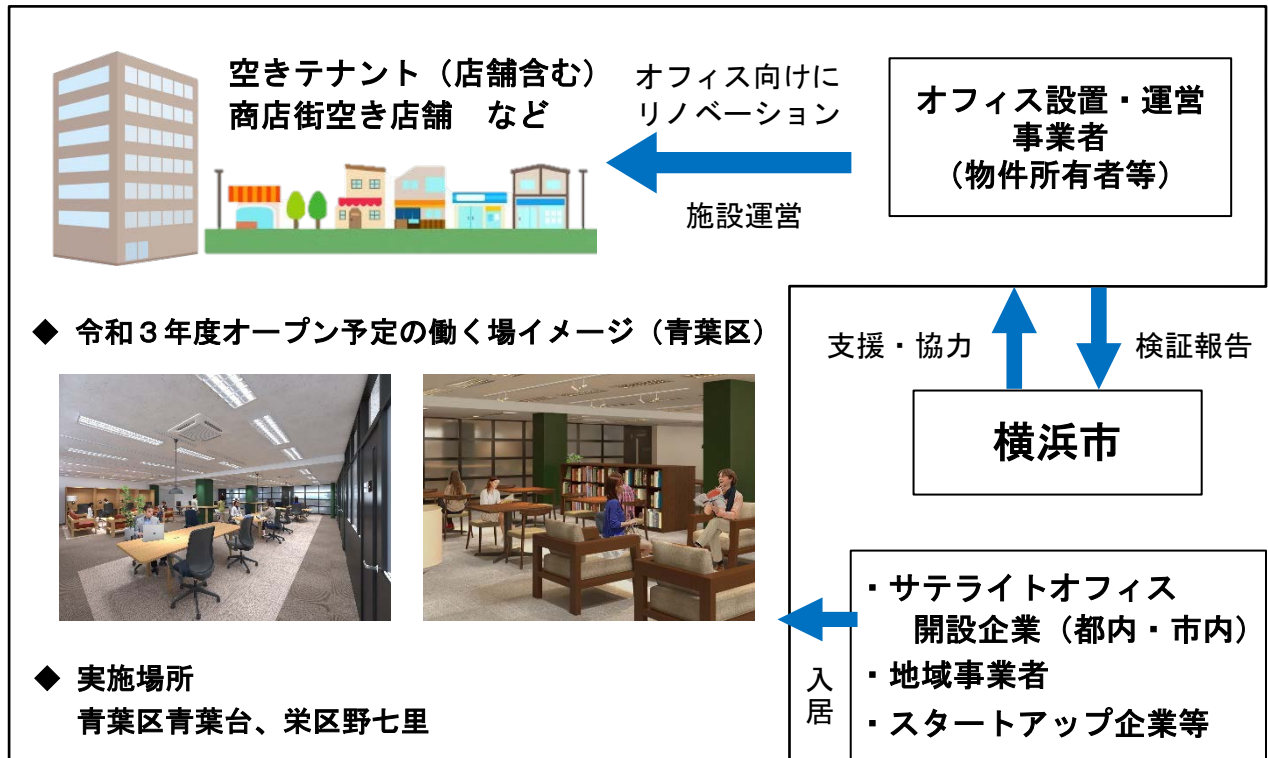 空きテナント（店舗含む）
商店街空き店舗　など
オフィス向けに
リノベーション
施設運営
オフィス設置・運営
事業者
（物件所有者等）
◆ 令和３年度オープン予定の働く場イメージ（青葉区）
支援・協力
検証報告
横浜市
・サテライトオフィス
開設企業（都内・市内）
・地域事業者
・スタートアップ企業等
入居
◆ 実施場所
青葉区青葉台、栄区野七里